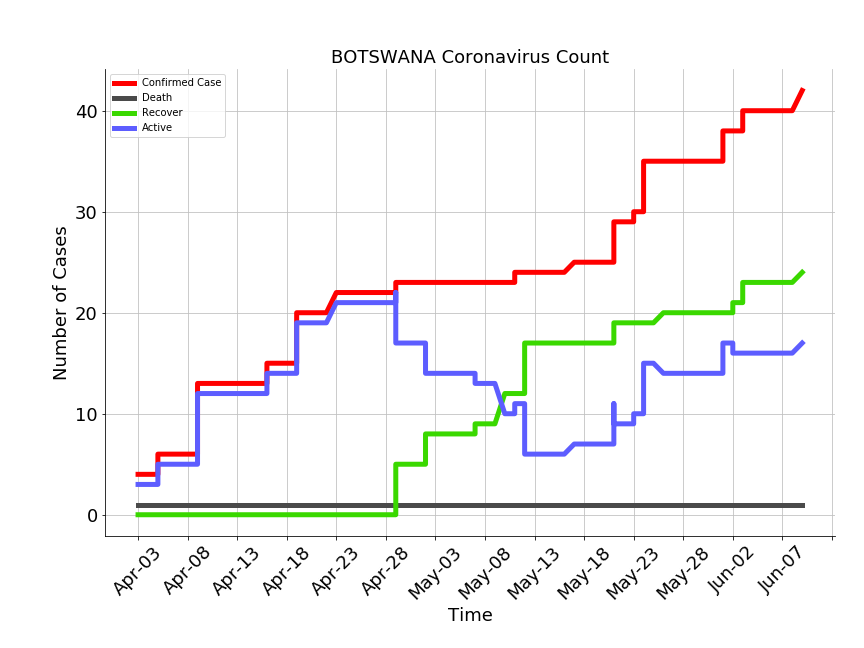 BOTSWANA Coronavirus Count
Confirmed Case
Death
Recover
Active
Number of Cases
40
30
20
10
0
Apr-03
Apr-08
Apr-13
Apr-18
Apr-23
Apr-28
May-03
May-08
May-13
May-18
May-23
May-28
Jun-02
Jun-07
Time